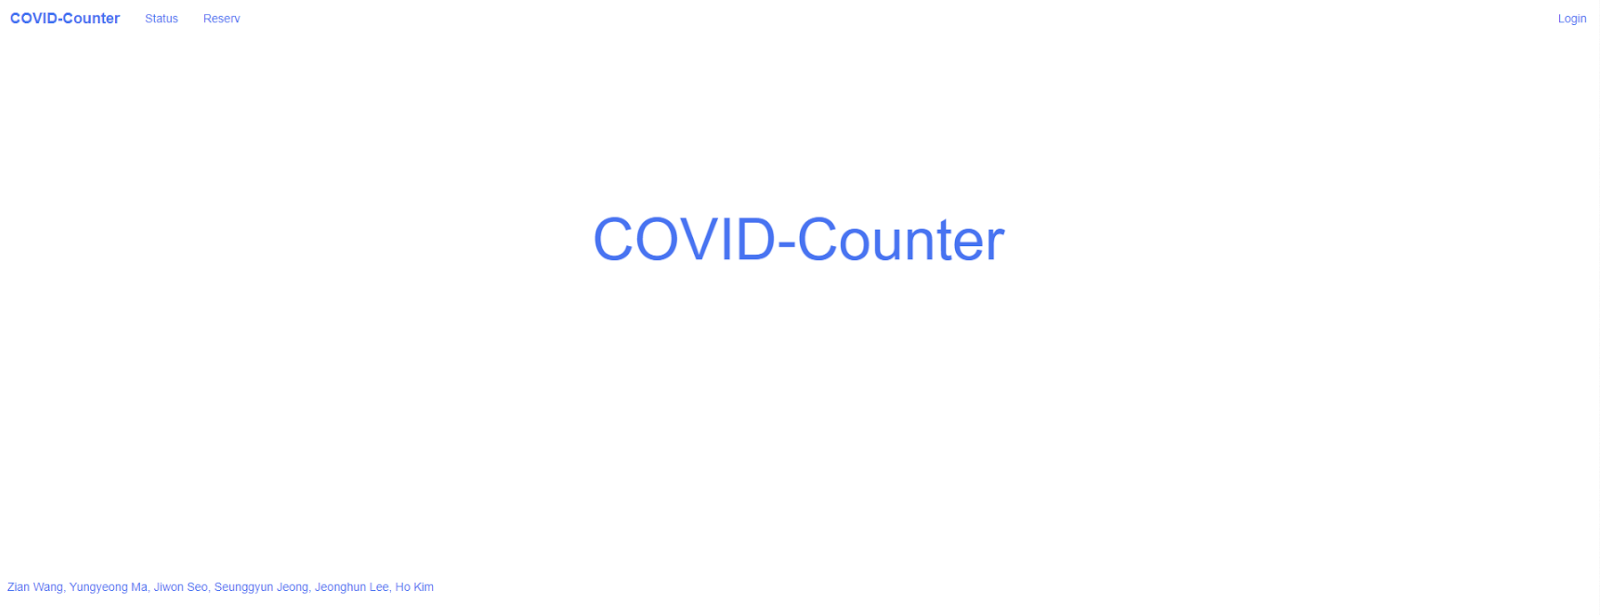 COVID-Counter Status Reserv Login
COVID-Counter
Zian Wang, Yungyeong Ma, Jiwon Seo, Seunggyun Jeong, Jeonghun Lee, Ho Kim